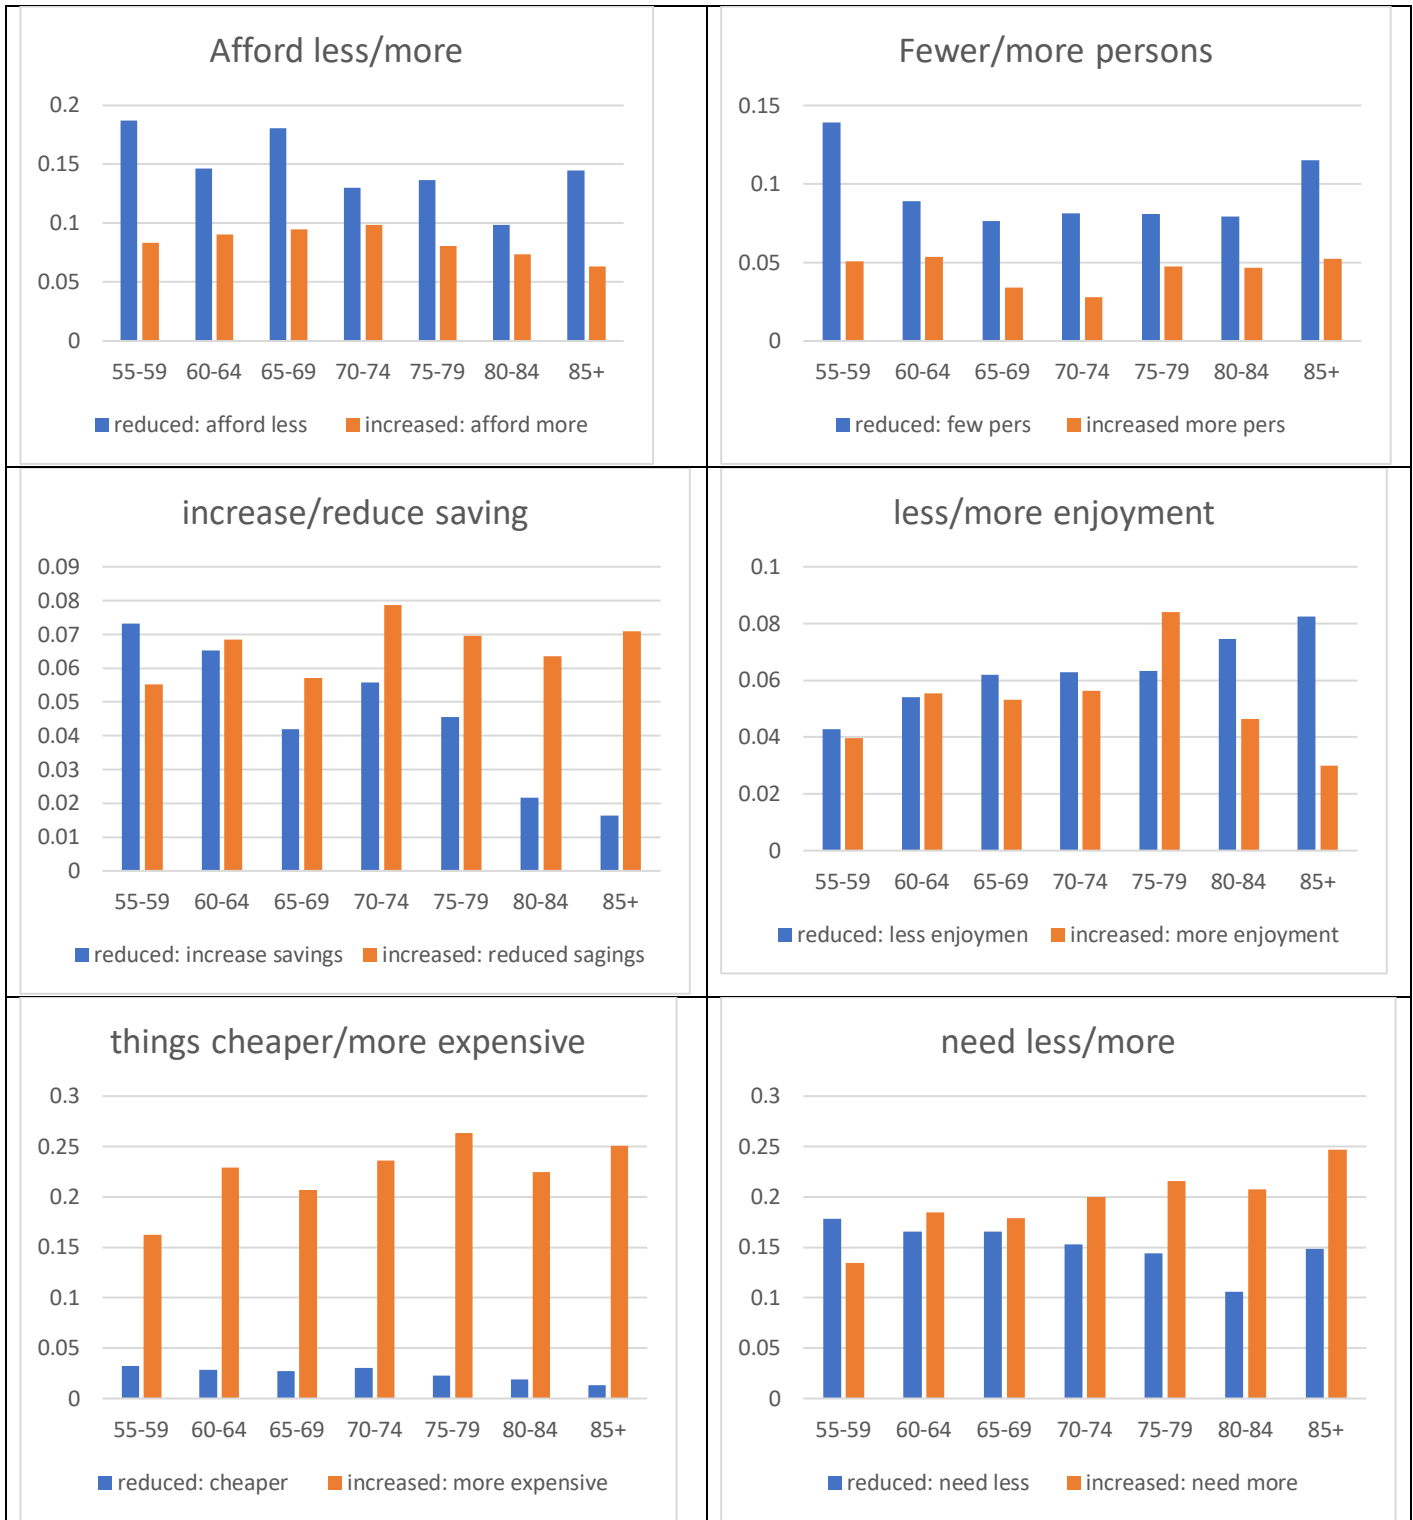 Afford less/more
0.2
0.15
0.1
0.05
0
55-59 60-64 65-69 70-74 75-79 80-84 85+
reduced: afford less increased: afford more
Fewer/more persons
0.15
0.1
0.05
0
55-59 60-64 65-69 70-74 75-79 80-84 85+
reduced: few pers increased more pers
increase/reduce saving
0.09
0.08
0.07
0.06
0.05
0.04
0.03
0.02
0.01
0
55-59 60-64 65-69 70-74 75-79 80-84 85+
reduced: increase savings increased: reduced sagings
less/more enjoyment
0.1
0.08
0.06
0.04
0.02
0
55-59 60-64 65-69 70-74 75-79 80-84 85+
reduced: less enjoymen increased: more enjoyment
things cheaper/more expensive
0.3
0.25
0.2
0.15
0.1
0.05
0
55-59 60-64 65-69 70-74 75-79 80-84 85+
reduced: cheaper increased: more expensive
need less/more
0.3
0.25
0.2
0.15
0.1
0.05
0
55-59 60-64 65-69 70-74 75-79 80-84 85+
reduced: need less increased: need more